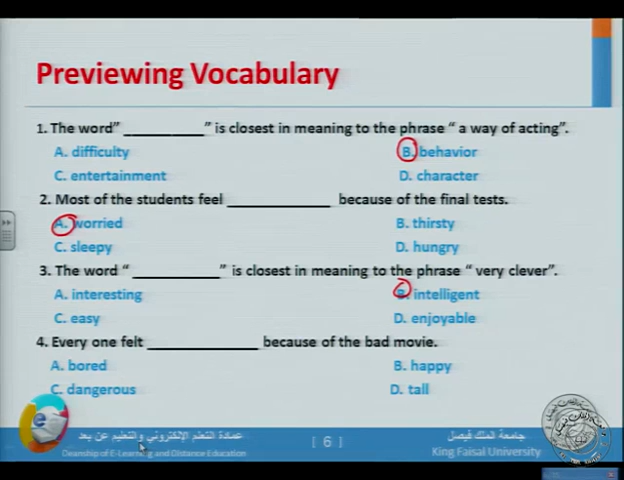 Previewing Vocabulary
1. The word" __________ " is closest in meaning to the phrase " a way of acting".
A. difficulty B. behavior
C. entertainment D. character
2. Most of the students feel _____________ because of the final tests.
A. worried B. thirsty
C. sleepy D. hungry
3. The word " ___________ " is closest in meaning to the phrase " very clever".
A. interesting B. intelligent
C. easy D. enjoyable
4. Every one felt ______________ because of the bad movie.
A. bored B. happy
C. dangerous D. tall
عمادة التعلم الإلكتروني والتعليم عن بعد
Deanship of E-Learning and Distance Education
[ 6 ]
جامعة الملك فيصل
King Faisal University